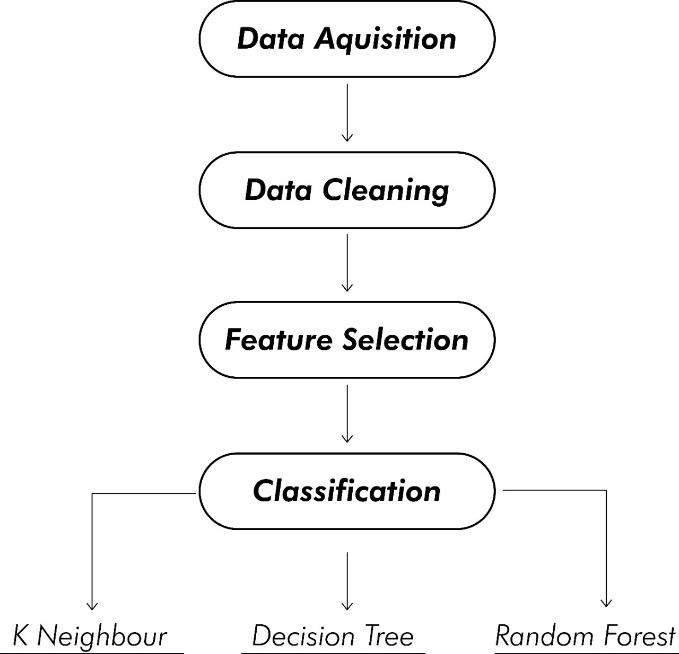 Data Aquisition
Data Cleaning
Feature Selection
Classification
K Neighbour
Decision Tree
Random Forest